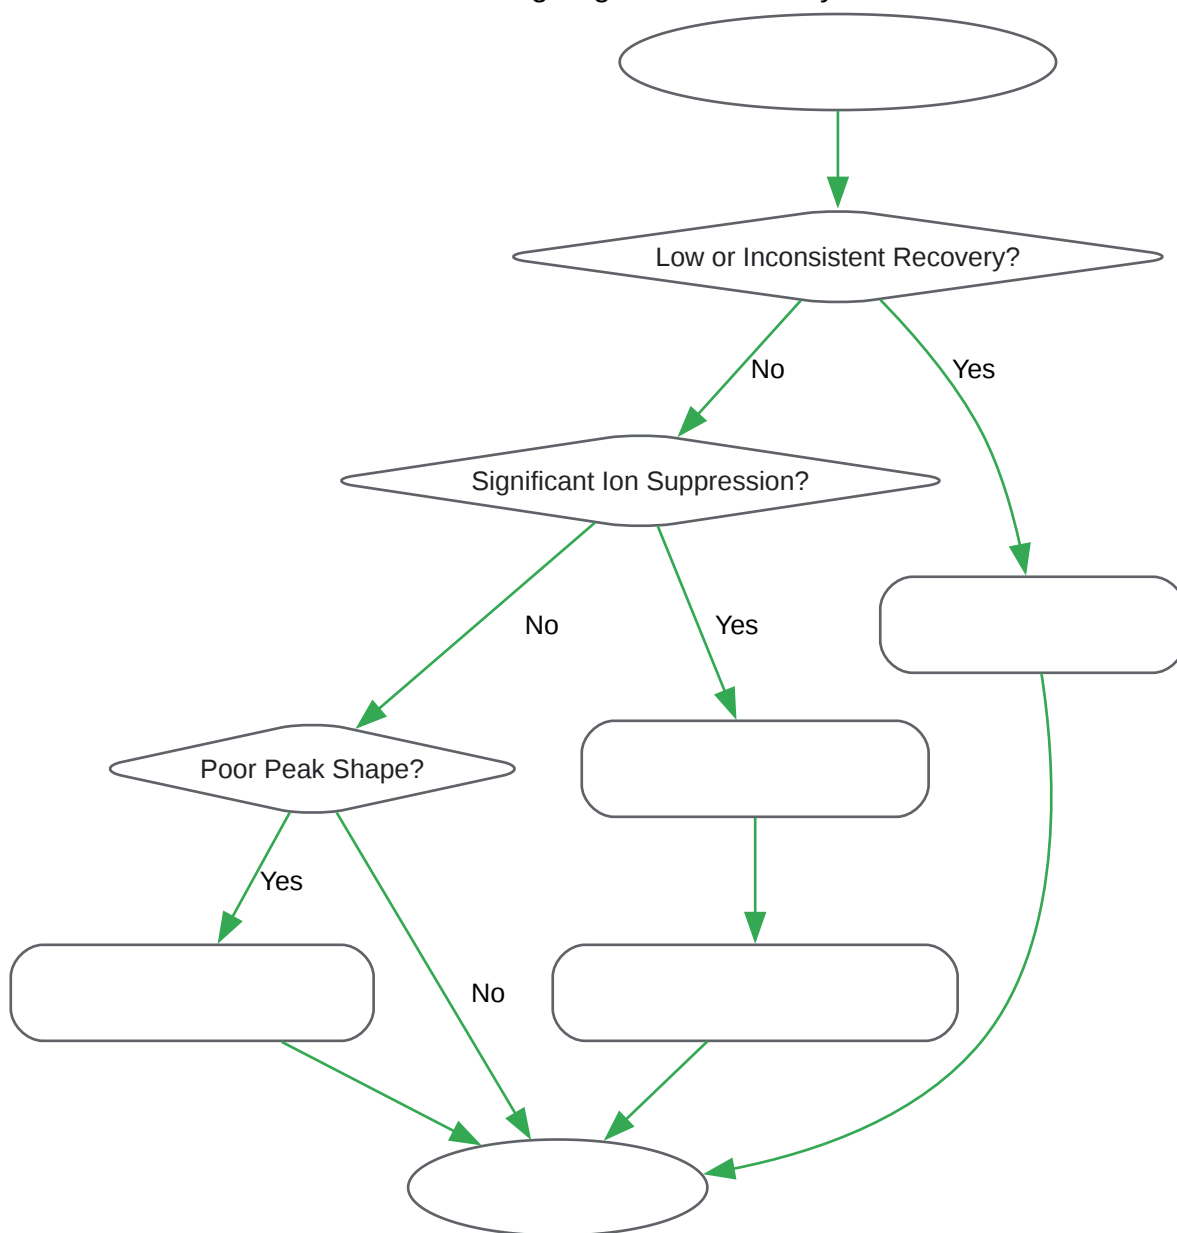 Low or Inconsistent Recovery?
No
Yes
Significant Ion Suppression?
No
Yes
Poor Peak Shape?
Yes
No